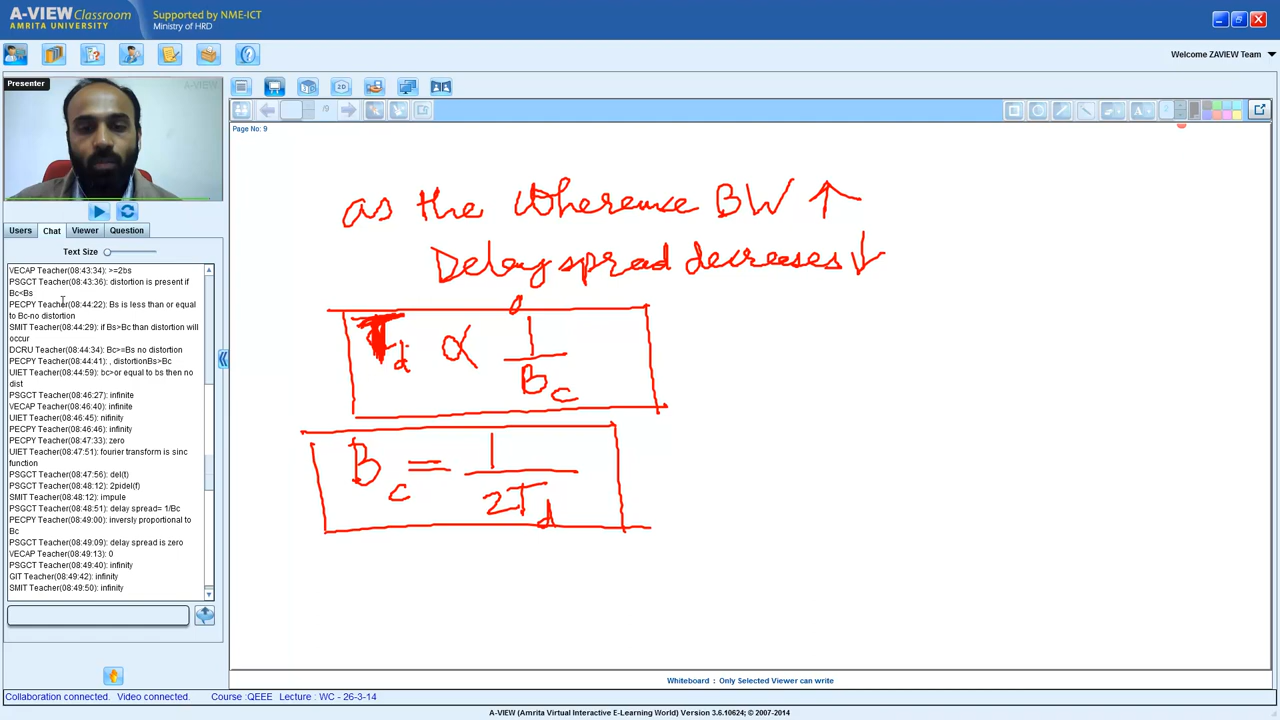 A-VIEW Classroom
AMRITA UNIVERSITY
Supported by NME-ICT
Ministry of HRD
Welcome ZAVIEW Team
Presenter
A-VIEW
Page No: 9
as the Coherence BW ↑
Delay spread decreases ↓
T d ∝ 1 / B c
B c = 1 / 2T d
Users Chat Viewer Question
Text Size
VECAP Teacher(08:43:34): >=2bs
PSGCT Teacher(08:43:36): distortion is present if
Bc<Bs
PECPY Teacher(08:44:22): Bs is less than or equal
to Bc-no distortion
SMIT Teacher(08:44:29): if Bs>Bc than distortion will
occur
DCRU Teacher(08:44:34): Bc>=Bs no distortion
PECPY Teacher(08:44:41): , distortionBs>Bc
UIET Teacher(08:44:59): bc>or equal to bs then no
dist
PSGCT Teacher(08:46:27): infinite
VECAP Teacher(08:46:40): infinite
UIET Teacher(08:46:45): nifinity
PECPY Teacher(08:46:46): infinity
PECPY Teacher(08:47:33): zero
UIET Teacher(08:47:51): fourier transform is sinc
function
PSGCT Teacher(08:47:56): del(t)
PSGCT Teacher(08:48:12): 2pidel(f)
SMIT Teacher(08:48:12): impule
PSGCT Teacher(08:48:51): delay spread= 1/Bc
PECPY Teacher(08:49:00): inversly proportional to
Bc
PSGCT Teacher(08:49:09): delay spread is zero
VECAP Teacher(08:49:13): 0
PSGCT Teacher(08:49:40): infinity
GIT Teacher(08:49:42): infinity
SMIT Teacher(08:49:50): infinity
Whiteboard : Only Selected Viewer can write
Collaboration connected. Video connected. Course :QEEE Lecture : WC - 26-3-14
A-VIEW (Amrita Virtual Interactive E-Learning World) Version 3.6.10624; © 2007-2014